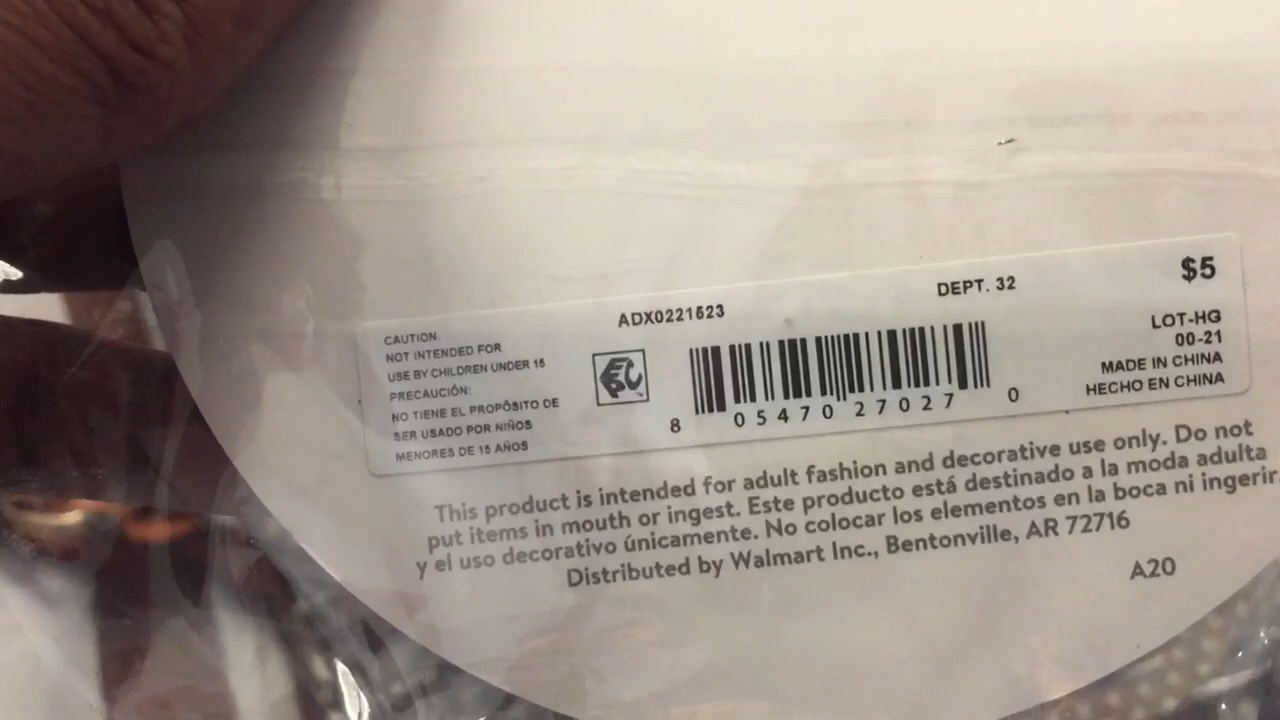 ADX0221523
DEPT. 32
$5
CAUTION:
NOT INTENDED FOR
USE BY CHILDREN UNDER 15
PRECAUCIÓN:
NO TIENE EL PROPÓSITO DE
SER USADO POR NIÑOS
MENORES DE 15 AÑOS
8 05470 27027 0
LOT-HG
00-21
MADE IN CHINA
HECHO EN CHINA
This product is intended for adult fashion and decorative use only. Do not
put items in mouth or ingest. Este producto está destinado a la moda adulta
y el uso decorativo únicamente. No colocar los elementos en la boca ni ingerir.
Distributed by Walmart Inc., Bentonville, AR 72716
A20